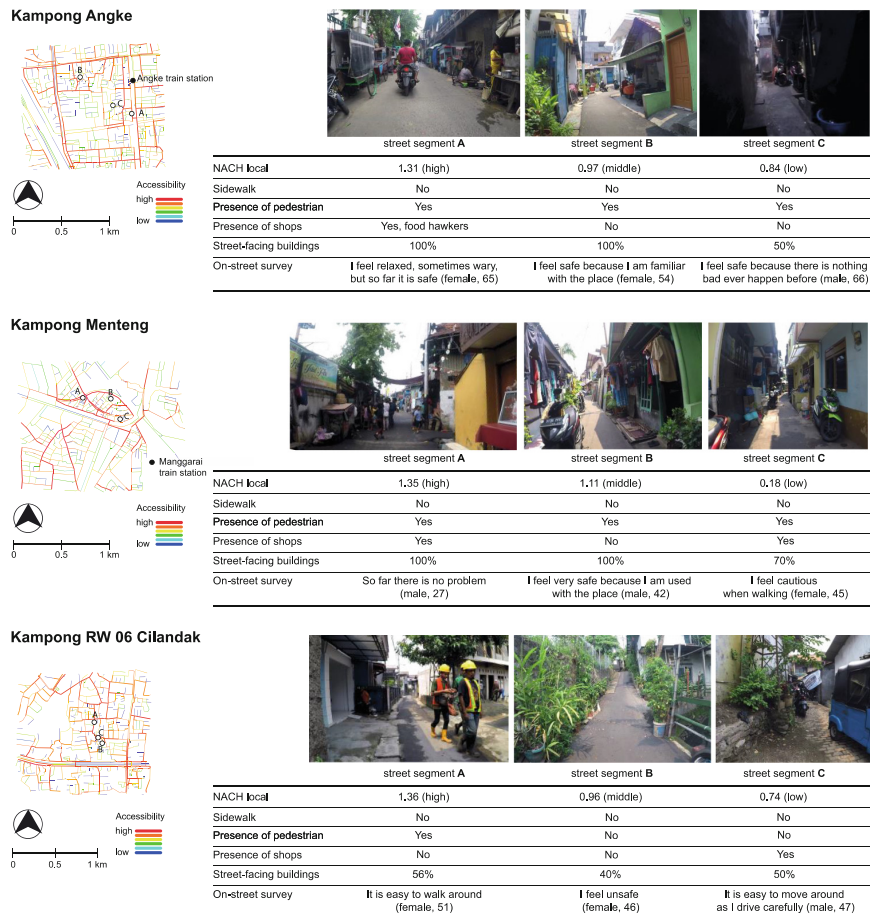 Kampong Angke
B
Angke train station
C
A
Accessibility
high
low
0 0.5 1 km
street segment A street segment B street segment C
NACH local 1.31 (high) 0.97 (middle) 0.84 (low)
Sidewalk No No No
Presence of pedestrian Yes Yes Yes
Presence of shops Yes, food hawkers No No
Street-facing buildings 100% 100% 50%
On-street survey I feel relaxed, sometimes wary, I feel safe because I am familiar I feel safe because there is nothing
but so far it is safe (female, 65) with the place (female, 54) bad ever happen before (male, 66)
Kampong Menteng
A B
C
Manggarai
train station
Accessibility
high
low
0 0.5 1 km
street segment A street segment B street segment C
NACH local 1.35 (high) 1.11 (middle) 0.18 (low)
Sidewalk No No No
Presence of pedestrian Yes Yes Yes
Presence of shops Yes No Yes
Street-facing buildings 100% 100% 70%
On-street survey So far there is no problem I feel very safe because I am used I feel cautious
(male, 27) with the place (male, 42) when walking (female, 45)
Kampong RW 06 Cilandak
A
C
B
Accessibility
high
low
0 0.5 1 km
street segment A street segment B street segment C
NACH local 1.36 (high) 0.96 (middle) 0.74 (low)
Sidewalk No No No
Presence of pedestrian Yes No No
Presence of shops No No Yes
Street-facing buildings 56% 40% 50%
On-street survey It is easy to walk around I feel unsafe It is easy to move around
(female, 51) (female, 46) as I drive carefully (male, 47)